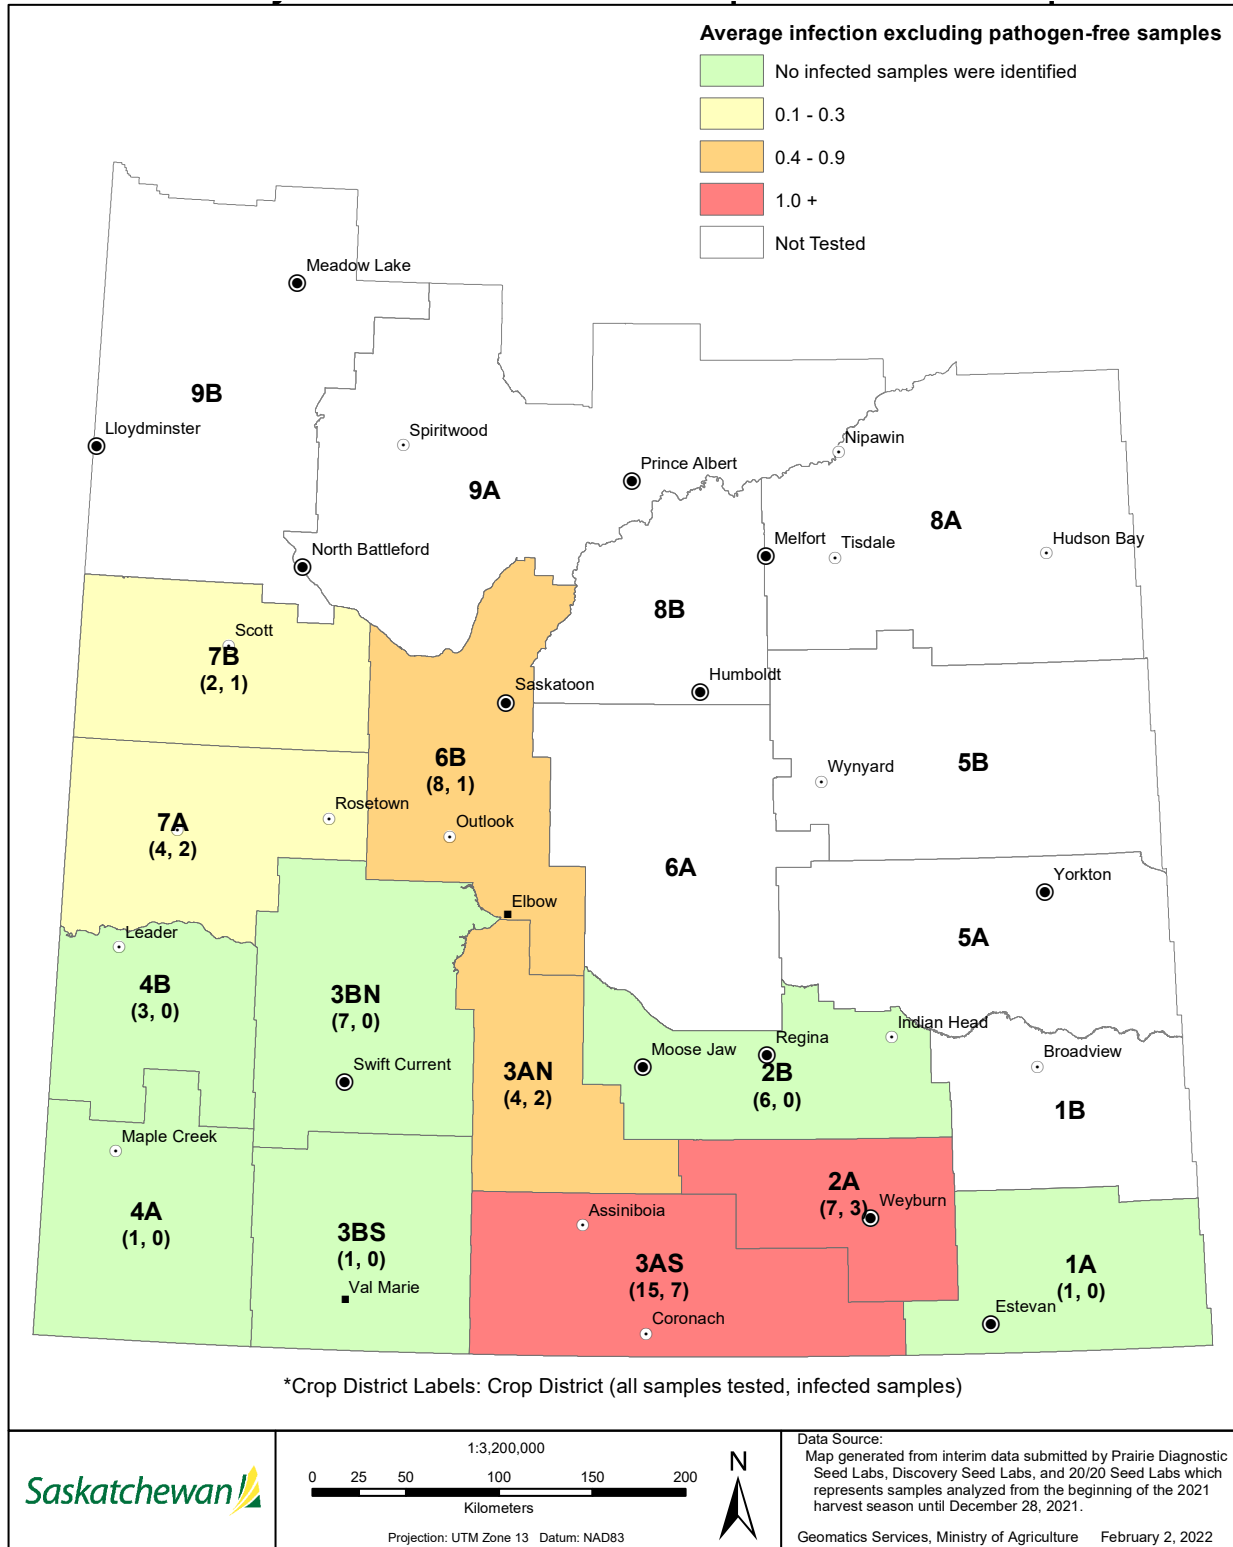 Average infection excluding pathogen-free samples
No infected samples were identified
0.1 - 0.3
0.4 - 0.9
1.0 +
Not Tested
Meadow Lake
9B
Lloydminster
Spiritwood
Nipawin
Prince Albert
9A
8A
Melfort
Tisdale
Hudson Bay
North Battleford
8B
Scott
7B
(2, 1)
Humboldt
Saskatoon
6B
(8, 1)
Wynyard
5B
Rosetown
7A
(4, 2)
Outlook
6A
Yorkton
Elbow
5A
Leader
4B
(3, 0)
3BN
(7, 0)
Indian Head
Regina
Moose Jaw
Broadview
Swift Current
3AN
(4, 2)
2B
(6, 0)
1B
Maple Creek
4A
(1, 0)
2A
(7, 3)
Weyburn
Assiniboia
3BS
(1, 0)
Val Marie
3AS
(15, 7)
1A
(1, 0)
Estevan
Coronach
*Crop District Labels: Crop District (all samples tested, infected samples)
Saskatchewan
1:3,200,000
0 25 50 100 150 200
Kilometers
Projection: UTM Zone 13 Datum: NAD83
N
Data Source:
Map generated from interim data submitted by Prairie Diagnostic
Seed Labs, Discovery Seed Labs, and 20/20 Seed Labs which
represents samples analyzed from the beginning of the 2021
harvest season until December 28, 2021.
Geomatics Services, Ministry of Agriculture February 2, 2022